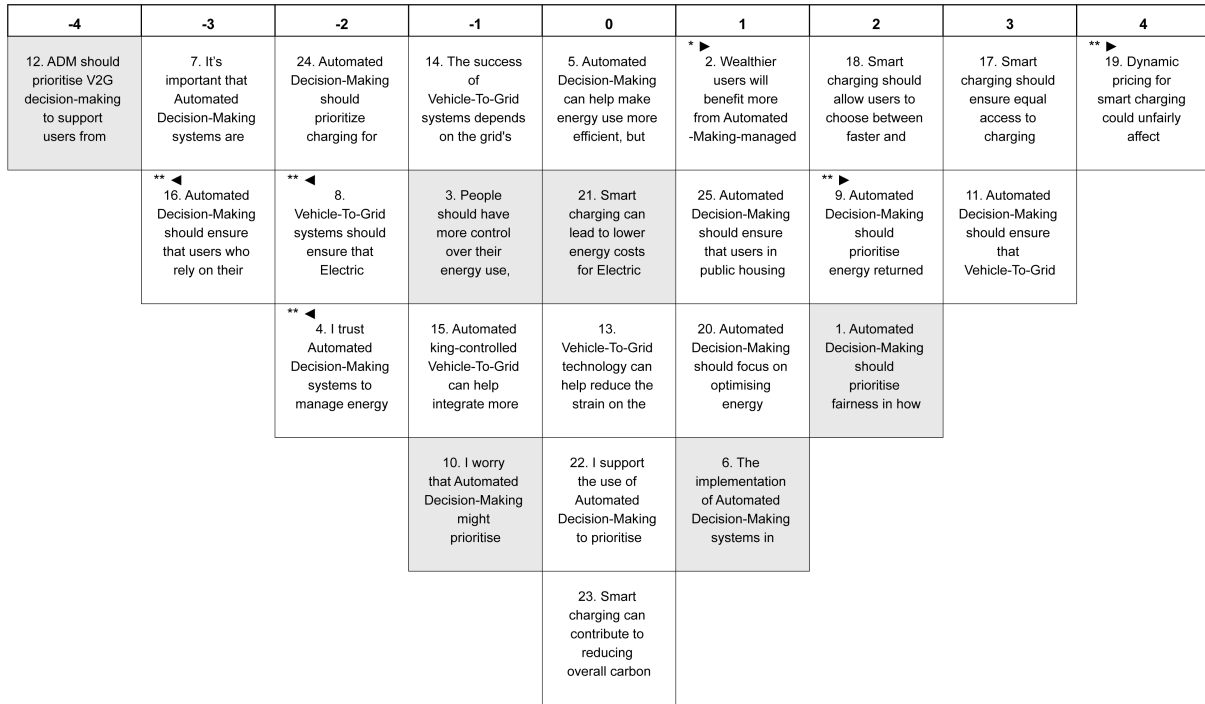 -4
-3
-2
-1
0
1
2
3
4
12. ADM should
prioritise V2G
decision-making
to support
users from
7. It's
important that
Automated
Decision-Making
systems are
24. Automated
Decision-Making
should
prioritize
charging for
14. The success
of
Vehicle-To-Grid
systems depends
on the grid's
5. Automated
Decision-Making
can help make
energy use more
efficient, but
* ▶
2. Wealthier
users will
benefit more
from Automated
-Making-managed
18. Smart
charging should
allow users to
choose between
faster and
17. Smart
charging should
ensure equal
access to
charging
** ▶
19. Dynamic
pricing for
smart charging
could unfairly
affect
** ◀
16. Automated
Decision-Making
should ensure
that users who
rely on their
** ◀
8.
Vehicle-To-Grid
systems should
ensure that
Electric
3. People
should have
more control
over their
energy use,
21. Smart
charging can
lead to lower
energy costs
for Electric
25. Automated
Decision-Making
should ensure
that users in
public housing
** ▶
9. Automated
Decision-Making
should
prioritise
energy returned
11. Automated
Decision-Making
should ensure
that
Vehicle-To-Grid
** ◀
4. I trust
Automated
Decision-Making
systems to
manage energy
15. Automated
king-controlled
Vehicle-To-Grid
can help
integrate more
13.
Vehicle-To-Grid
technology can
help reduce the
strain on the
20. Automated
Decision-Making
should focus on
optimising
energy
1. Automated
Decision-Making
should
prioritise
fairness in how
10. I worry
that Automated
Decision-Making
might
prioritise
22. I support
the use of
Automated
Decision-Making
to prioritise
6. The
implementation
of Automated
Decision-Making
systems in
23. Smart
charging can
contribute to
reducing
overall carbon